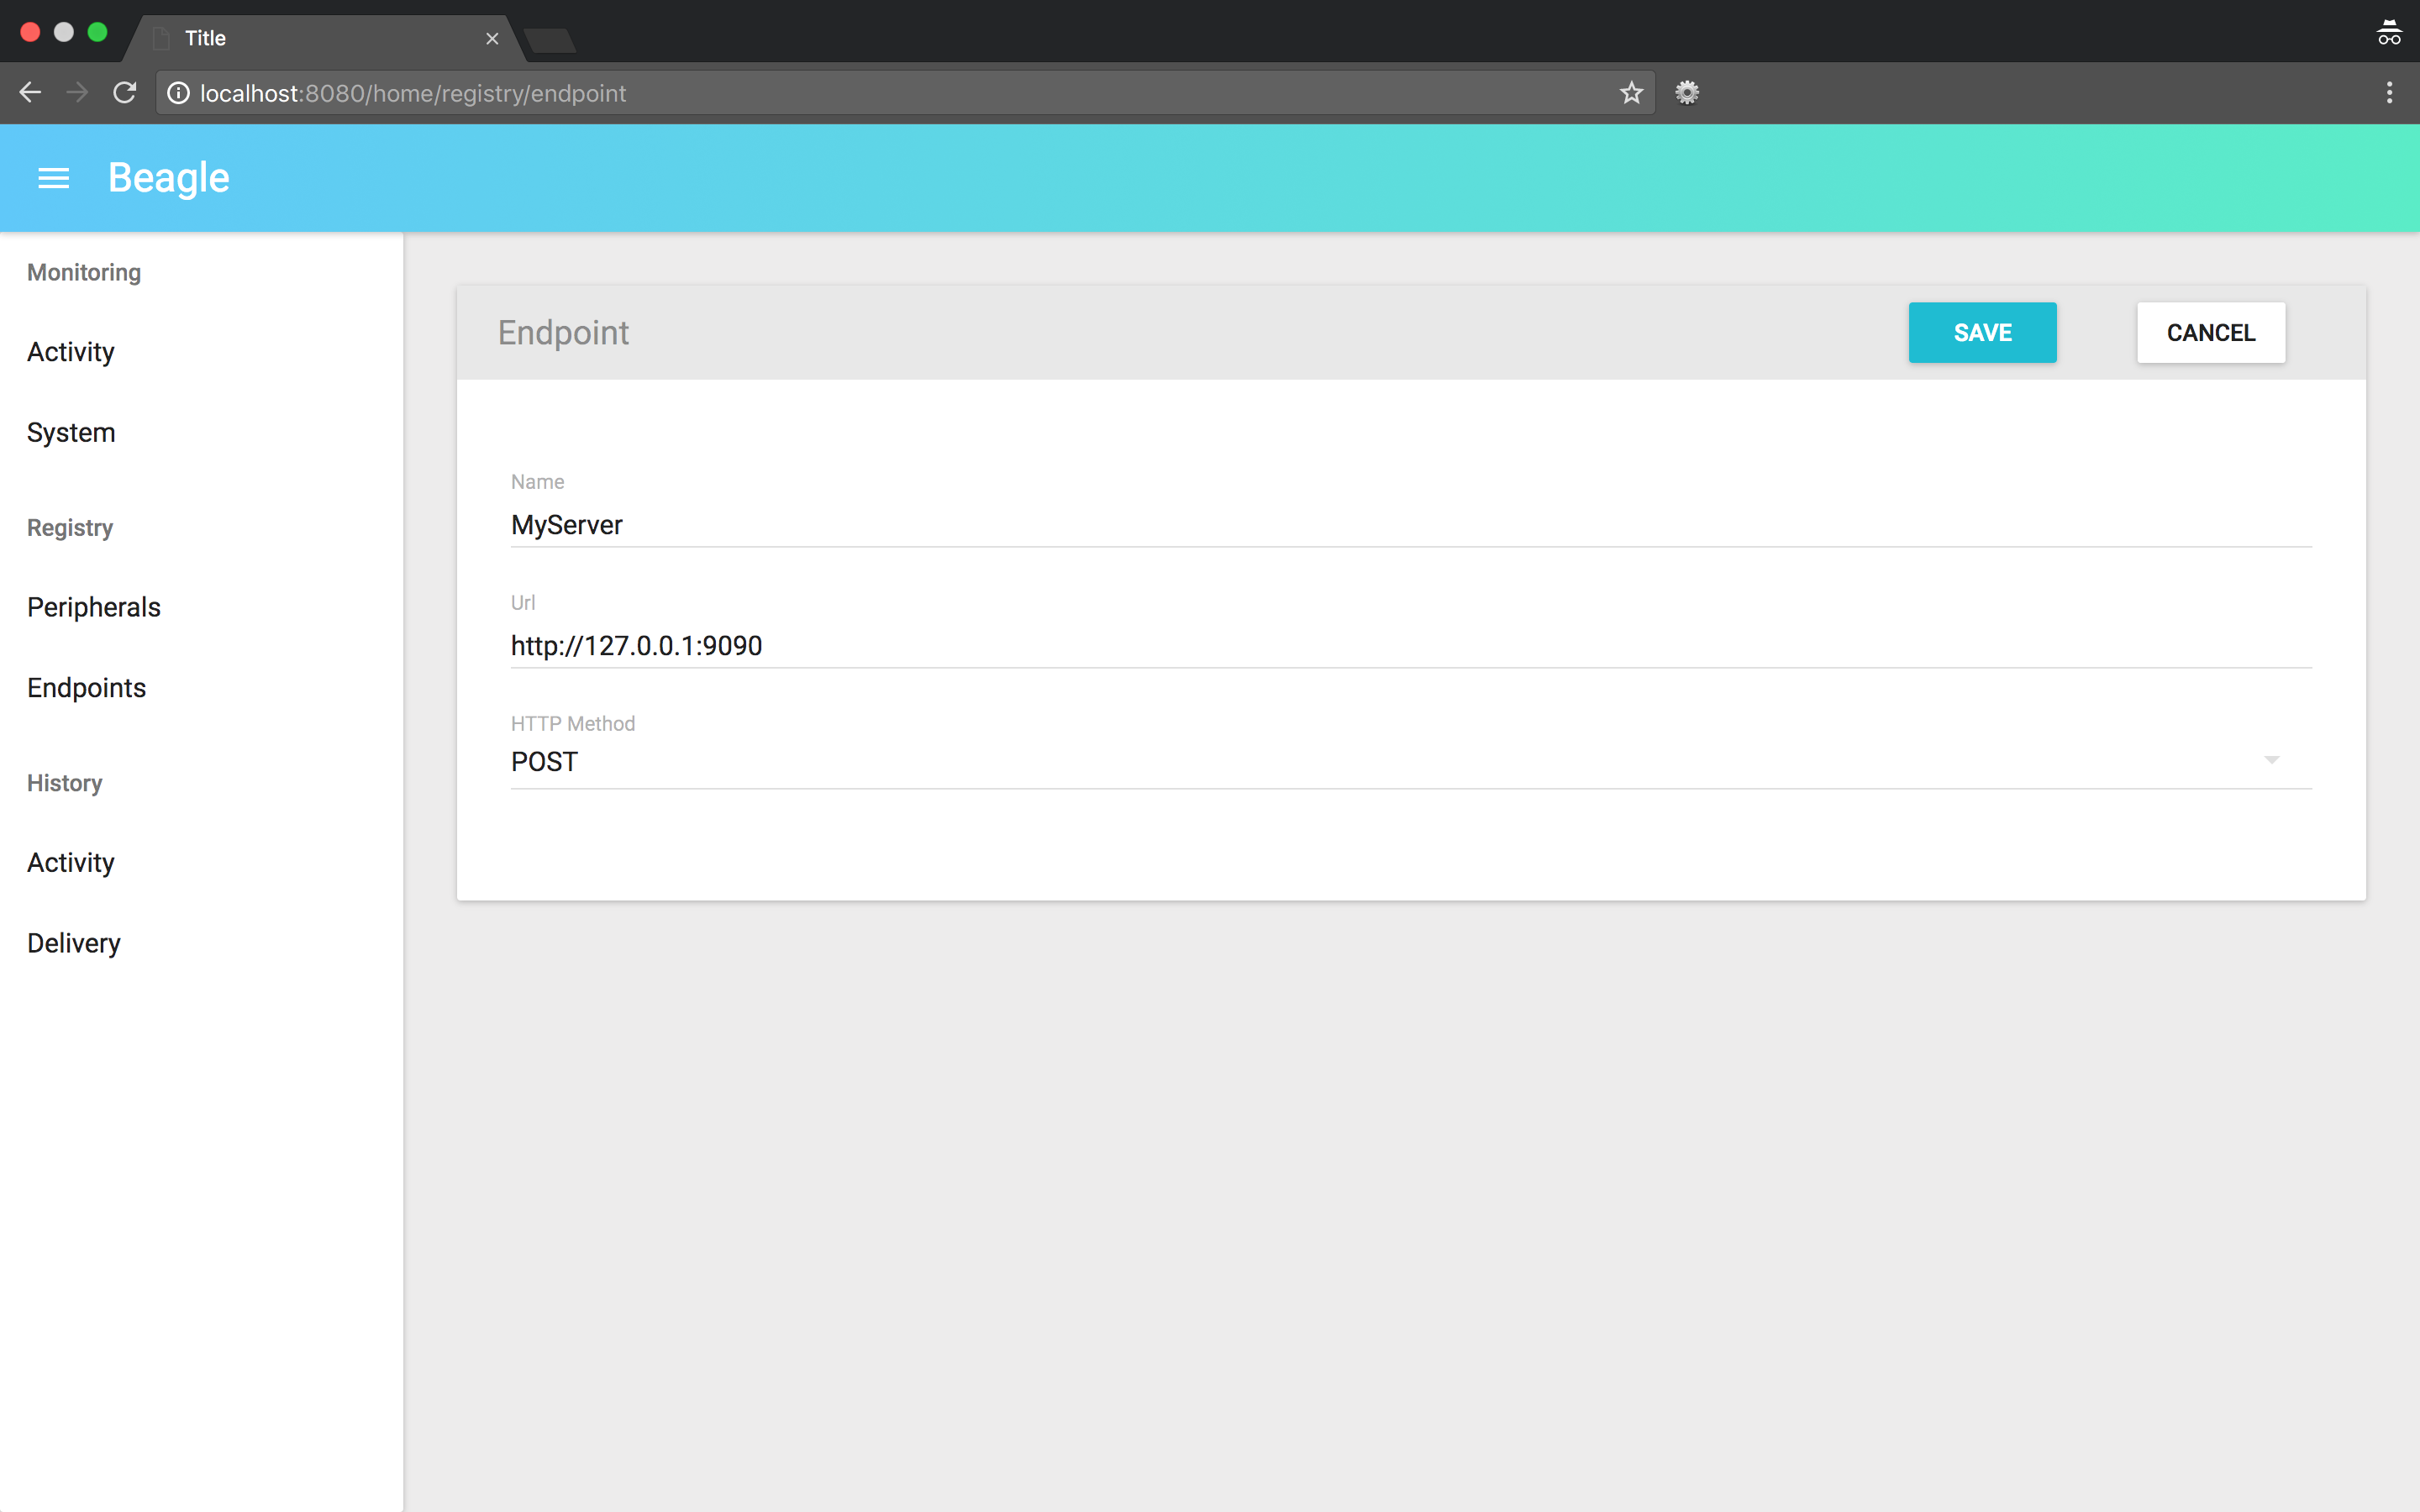 Title
localhost:8080/home/registry/endpoint
Beagle
Monitoring
Activity
System
Registry
Peripherals
Endpoints
History
Activity
Delivery
Endpoint
SAVE
CANCEL
Name
MyServer
Url
http://127.0.0.1:9090
HTTP Method
POST